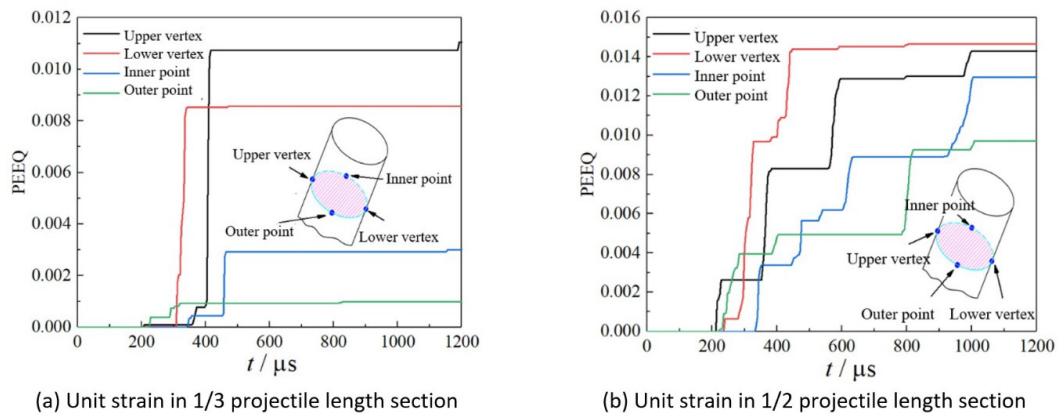 (a)
0.012
0.010
0.008
0.006
0.004
0.002
0.000
PEEQ
Upper vertex
Lower vertex
Inner point
Outer point
Upper vertex
Inner point
Outer point
Lower vertex
0 200 400 600 800 1000 1200
t / μs
(a) Unit strain in 1/3 projectile length section
(b)
0.016
0.014
0.012
0.010
0.008
0.006
0.004
0.002
0.000
PEEQ
Upper vertex
Lower vertex
Inner point
Outer point
Inner point
Upper vertex
Outer point Lower vertex
0 200 400 600 800 1000 1200
t / μs
(b) Unit strain in 1/2 projectile length section